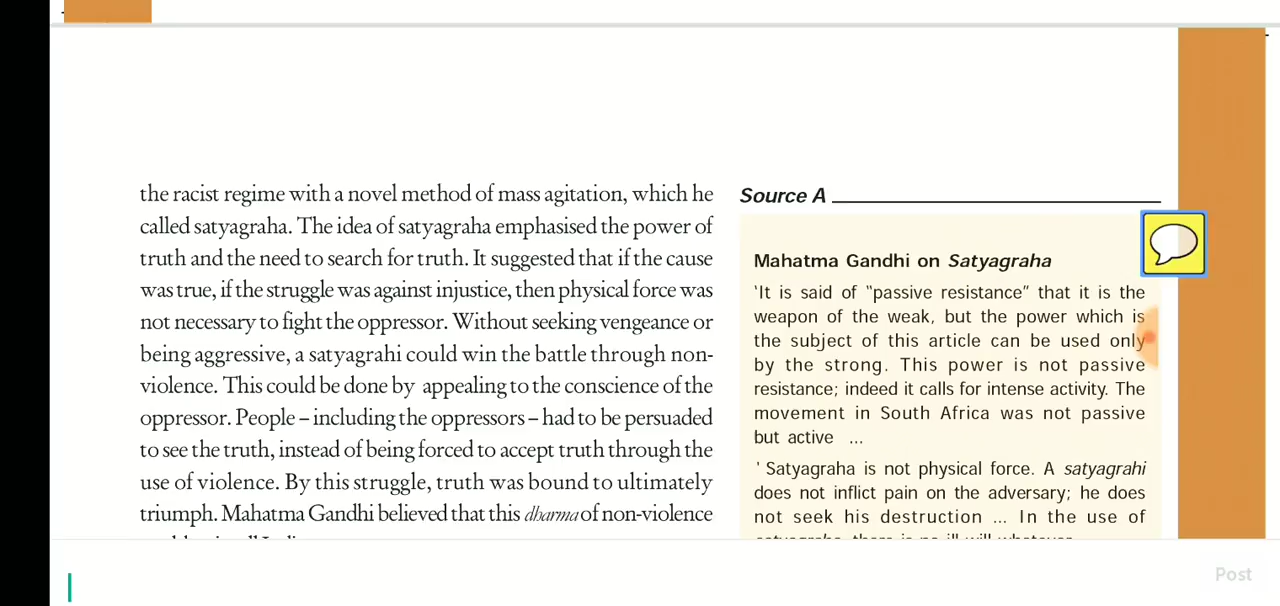 the racist regime with a novel method of mass agitation, which he
called satyagraha. The idea of satyagraha emphasised the power of
truth and the need to search for truth. It suggested that if the cause
was true, if the struggle was against injustice, then physical force was
not necessary to fight the oppressor. Without seeking vengeance or
being aggressive, a satyagrahi could win the battle through non-
violence. This could be done by appealing to the conscience of the
oppressor. People – including the oppressors – had to be persuaded
to see the truth, instead of being forced to accept truth through the
use of violence. By this struggle, truth was bound to ultimately
triumph. Mahatma Gandhi believed that this dharma of non-violence
Source A
Mahatma Gandhi on Satyagraha
‘It is said of “passive resistance” that it is the
weapon of the weak, but the power which is
the subject of this article can be used only
by the strong. This power is not passive
resistance; indeed it calls for intense activity. The
movement in South Africa was not passive
but active ...
‘ Satyagraha is not physical force. A satyagrahi
does not inflict pain on the adversary; he does
not seek his destruction ... In the use of
satyagraha, there is no ill-will whatever.
Post